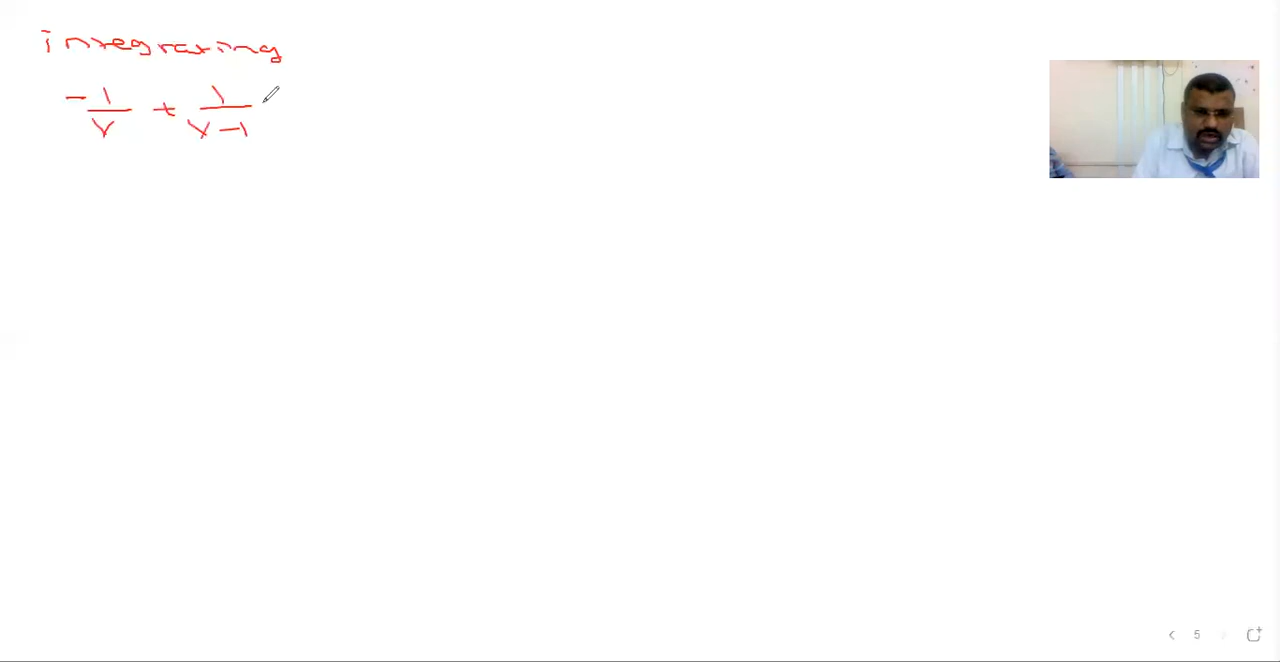 integrating
-1/y + 1/(y-1)
5